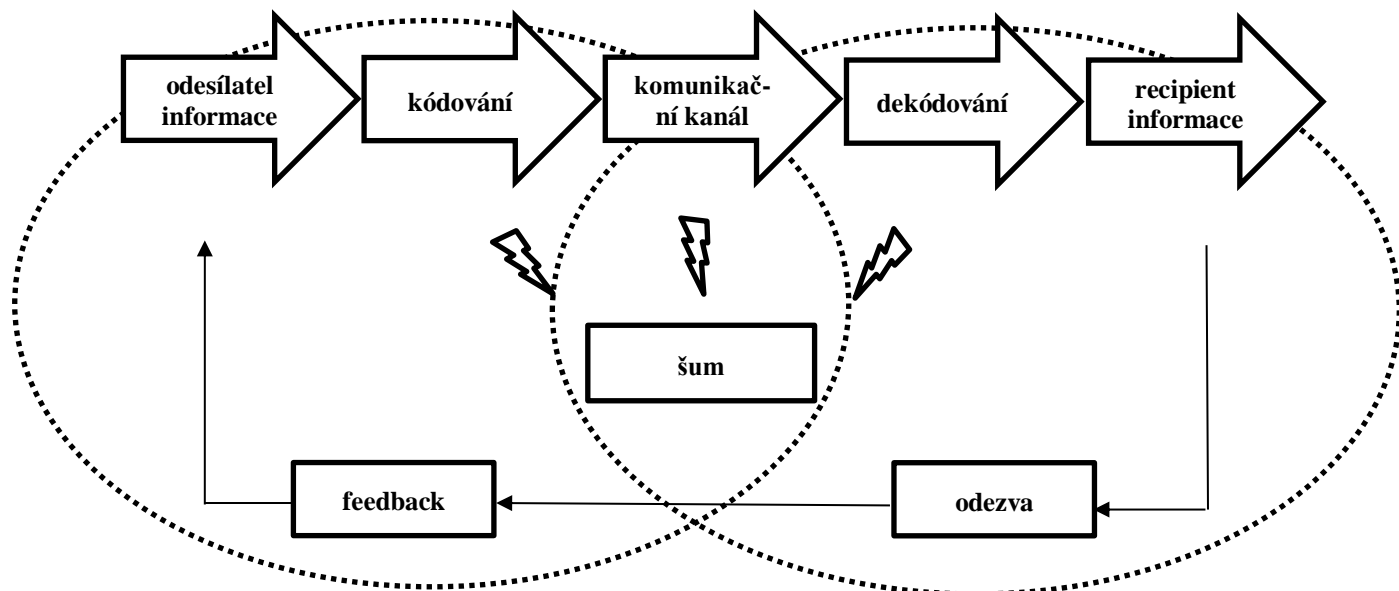 odesílatel
informace
kódování
komunikač-
ní kanál
dekódování
recipient
informace
šum
feedback
odezva